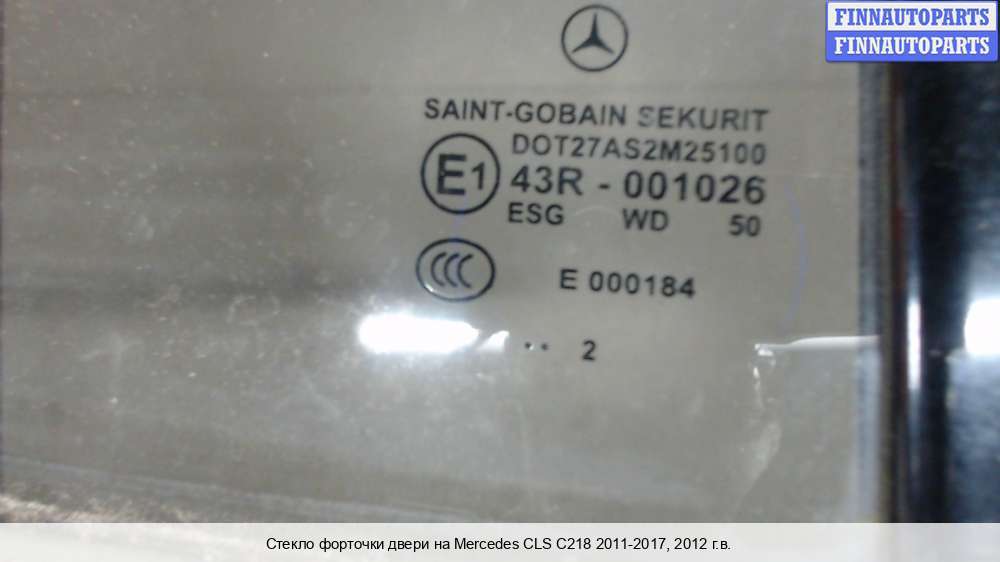 FINNAUTOPARTS
FINNAUTOPARTS
SAINT-GOBAIN SEKURIT
DOT27AS2M25100
E1 43R - 001026
ESG WD 50
CCC E 000184
.. 2
Стекло форточки двери на Mercedes CLS C218 2011-2017, 2012 г.в.